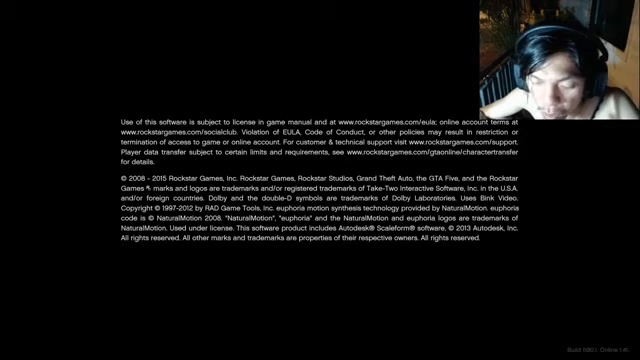 Use of this software is subject to license in game manual and at www.rockstargames.com/eula; online account terms at
www.rockstargames.com/socialclub. Violation of EULA, Code of Conduct, or other policies may result in restriction or
termination of access to game or online account. For customer & technical support visit www.rockstargames.com/support.
Player data transfer subject to certain limits and requirements, see www.rockstargames.com/gtaonline/charactertransfer
for details.
© 2008 - 2015 Rockstar Games, Inc. Rockstar Games, Rockstar Studios, Grand Theft Auto, the GTA Five, and the Rockstar
Games R* marks and logos are trademarks and/or registered trademarks of Take-Two Interactive Software, Inc. in the U.S.A.
and/or foreign countries. Dolby and the double-D symbols are trademarks of Dolby Laboratories. Uses Bink Video.
Copyright © 1997-2012 by RAD Game Tools, Inc. euphoria motion synthesis technology provided by NaturalMotion. euphoria
code is © NaturalMotion 2008. "NaturalMotion", "euphoria" and the NaturalMotion and euphoria logos are trademarks of
NaturalMotion. Used under license. This software product includes Autodesk® Scaleform® software, © 2013 Autodesk, Inc.
All rights reserved. All other marks and trademarks are properties of their respective owners. All rights reserved.
Build Online